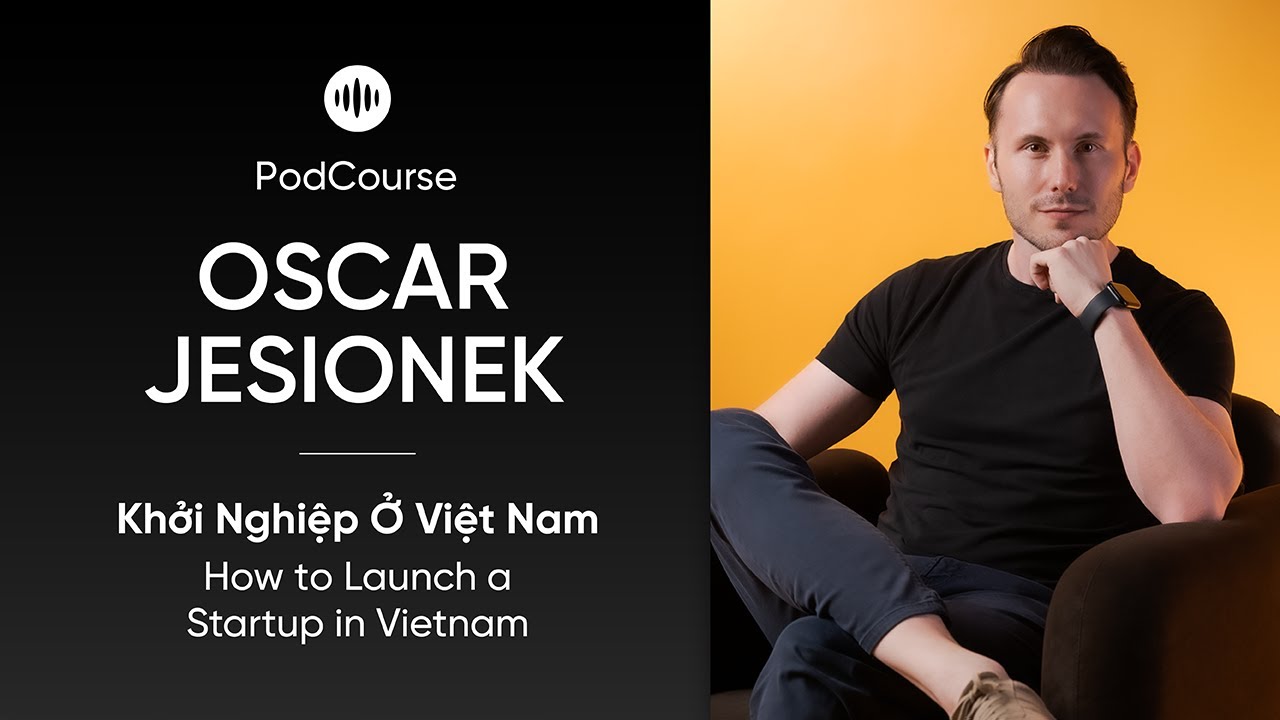 PodCourse
OSCAR
JESIONEK
Khởi Nghiệp Ở Việt Nam
How to Launch a
Startup in Vietnam